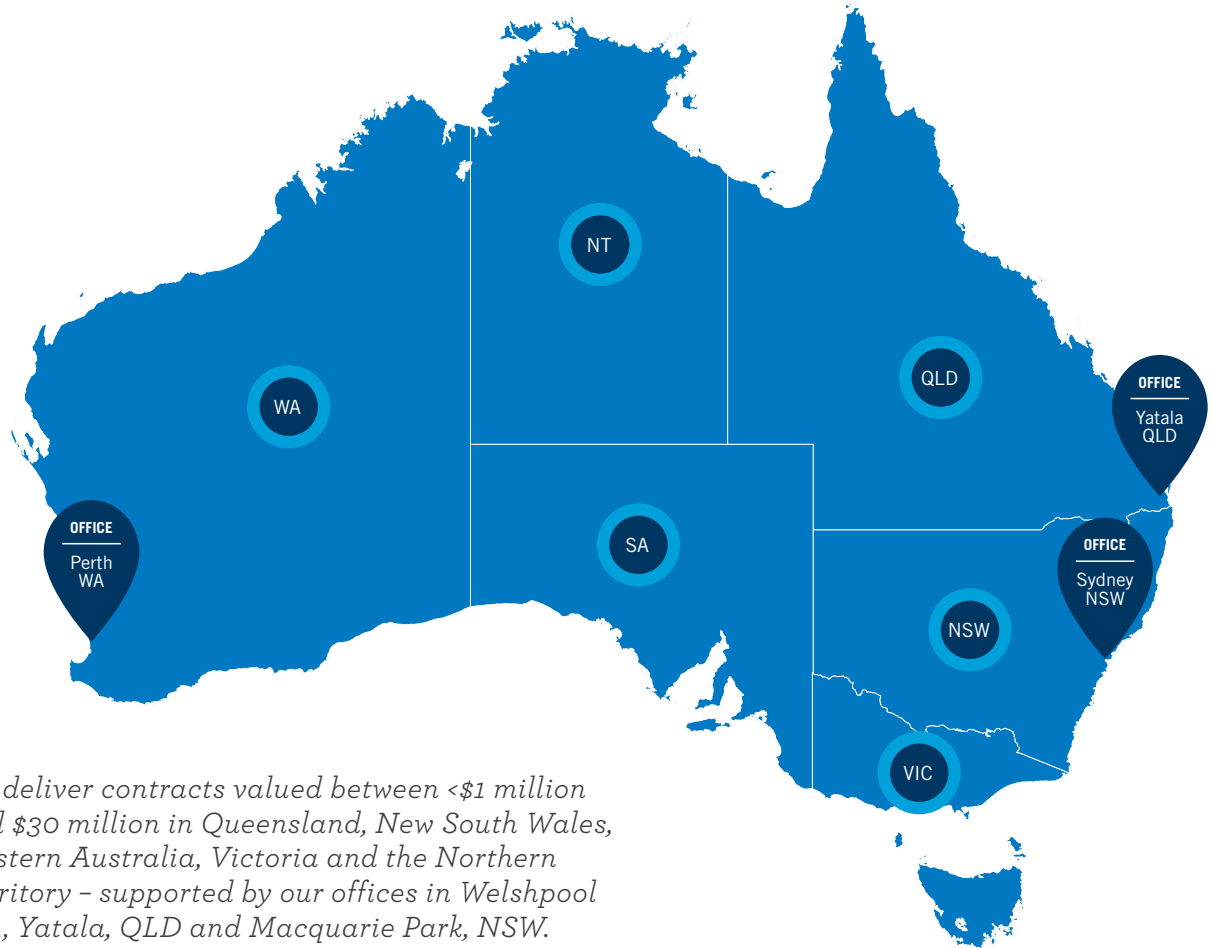 NT
QLD
WA
OFFICE
Yatala
QLD
OFFICE
Perth
WA
SA
OFFICE
Sydney
NSW
NSW
VIC
deliver contracts valued between <$1 million
$30 million in Queensland, New South Wales,
Australia, Victoria and the Northern
– supported by our offices in Welshpool
Yatala, QLD and Macquarie Park, NSW.